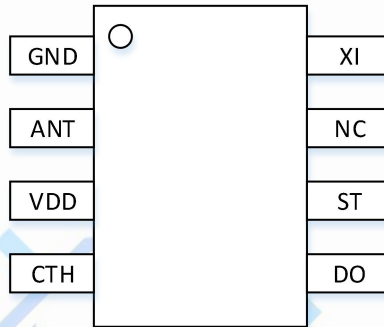 GND XI
ANT NC
VDD ST
CTH DO